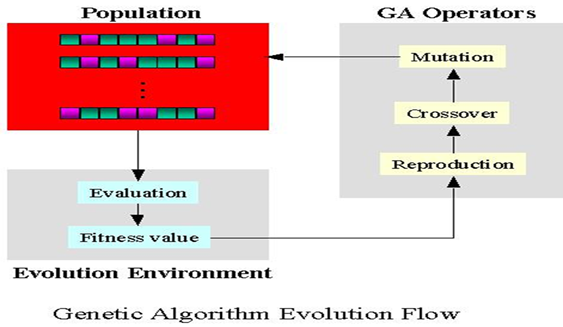 Population
GA Operators
Mutation
Crossover
Reproduction
Evaluation
Fitness value
Evolution Environment
Genetic Algorithm Evolution Flow